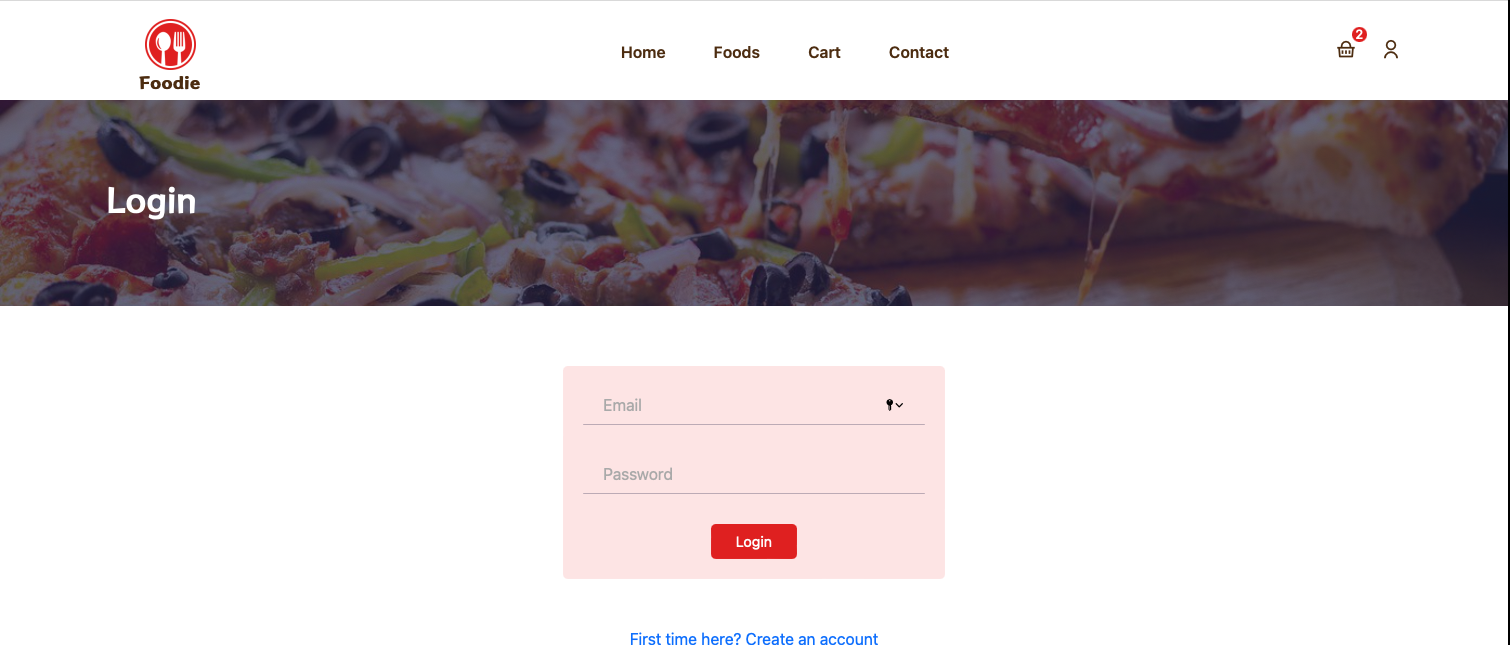 Foodie
Home Foods Cart Contact
2
Login
Email
Password
Login
First time here? Create an account